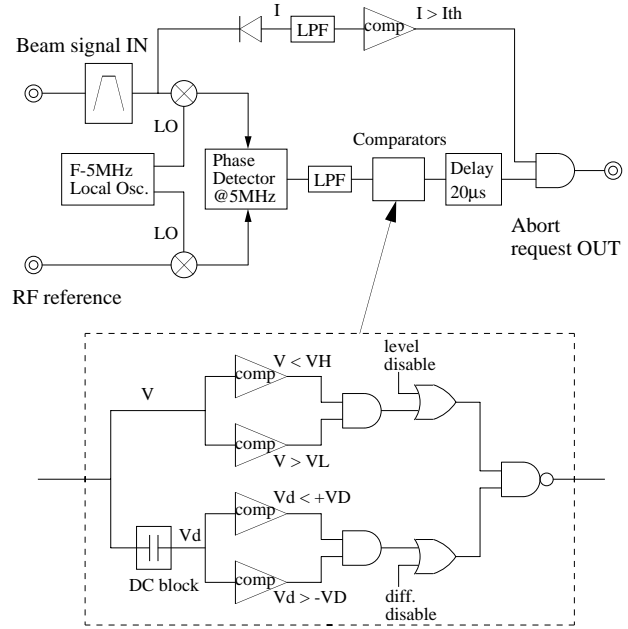 I
LPF
comp
I > Ith
Beam signal IN
LO
F-5MHz
Local Osc.
Phase
Detector
@5MHz
LPF
Comparators
Delay
20μs
LO
RF reference
Abort
request OUT
V
comp
V < VH
comp
V > VL
level
disable
Vd
DC block
comp
Vd < +VD
comp
Vd > -VD
diff.
disable